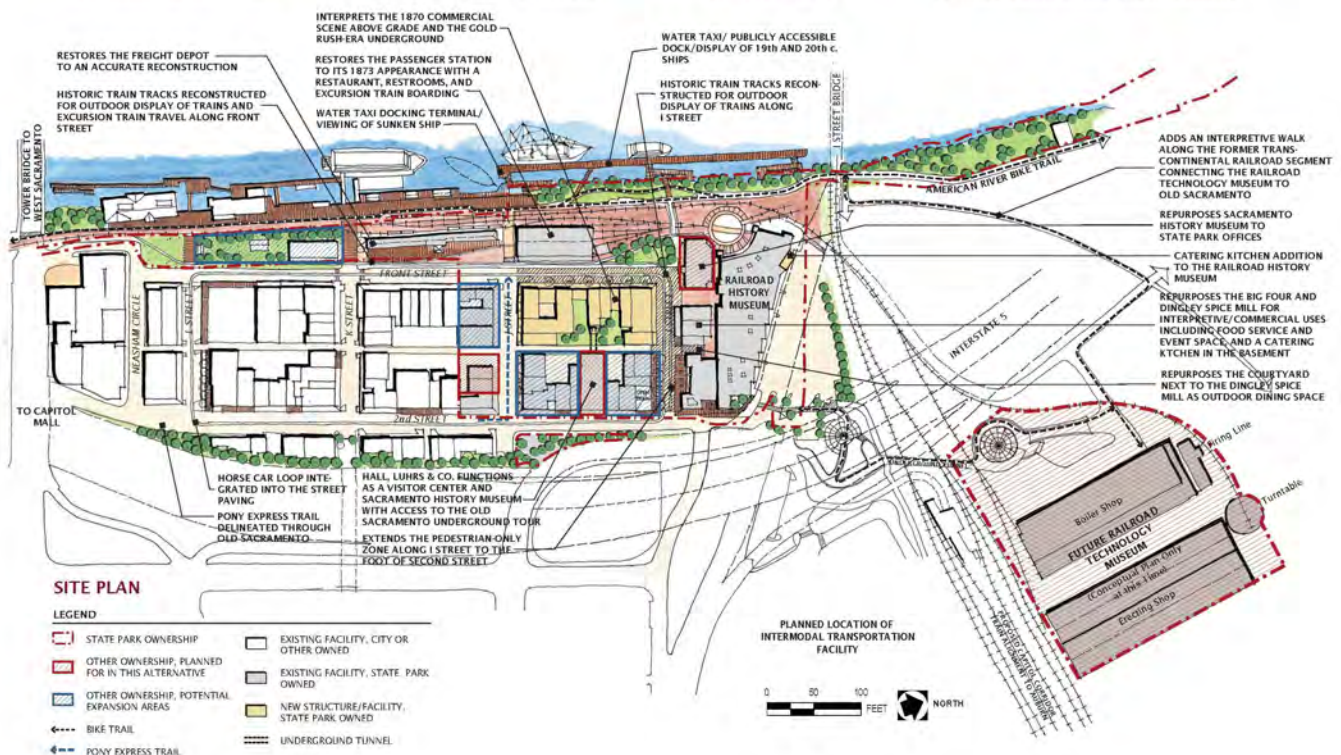 INTERPRETS THE 1870 COMMERCIAL
SCENE ABOVE GRADE AND THE GOLD
RUSH-ERA UNDERGROUND
RESTORES THE FREIGHT DEPOT
TO AN ACCURATE RECONSTRUCTION
RESTORES THE PASSENGER STATION
TO ITS 1873 APPEARANCE WITH A
RESTAURANT, RESTROOMS, AND
EXCURSION TRAIN BOARDING
WATER TAXI/ PUBLICLY ACCESSIBLE
DOCK/DISPLAY OF 19th AND 20th c.
SHIPS
HISTORIC TRAIN TRACKS RECONSTRUCTED
FOR OUTDOOR DISPLAY OF TRAINS AND
EXCURSION TRAIN TRAVEL ALONG FRONT
STREET
WATER TAXI DOCKING TERMINAL/
VIEWING OF SUNKEN SHIP
HISTORIC TRAIN TRACKS RECON-
STRUCTED FOR OUTDOOR
DISPLAY OF TRAINS ALONG
I STREET
I STREET BRIDGE
TOWER BRIDGE TO
WEST SACRAMENTO
AMERICAN RIVER BIKE TRAIL
ADDS AN INTERPRETIVE WALK
ALONG THE FORMER TRANS-
CONTINENTAL RAILROAD SEGMENT
CONNECTING THE RAILROAD
TECHNOLOGY MUSEUM TO
OLD SACRAMENTO
REPURPOSES SACRAMENTO
HISTORY MUSEUM TO
STATE PARK OFFICES
CATERING KITCHEN ADDITION
TO THE RAILROAD HISTORY
MUSEUM
REPURPOSES THE BIG FOUR AND
DINGLEY SPICE MILL FOR
INTERPRETIVE/COMMERCIAL USES
INCLUDING FOOD SERVICE AND
EVENT SPACE, AND A CATERING
KTCHEN IN THE BASEMENT
REPURPOSES THE COURTYARD
NEXT TO THE DINGLEY SPICE
MILL AS OUTDOOR DINING SPACE
FRONT STREET
NEASHAM CIRCLE
L STREET
K STREET
J STREET
RAILROAD
HISTORY
MUSEUM
INTERSTATE 5
2nd STREET
TO CAPITOL
MALL
HORSE CAR LOOP INTE-
GRATED INTO THE STREET
PAVING
PONY EXPRESS TRAIL
DELINEATED THROUGH
OLD SACRAMENTO
HALL, LUHRS & CO. FUNCTIONS
AS A VISITOR CENTER AND
SACRAMENTO HISTORY MUSEUM
WITH ACCESS TO THE OLD
SACRAMENTO UNDERGROUND TOUR
EXTENDS THE PEDESTRIAN-ONLY
ZONE ALONG I STREET TO THE
FOOT OF SECOND STREET
Firing Line
Turntable
Boiler Shop
FUTURE RAILROAD
TECHNOLOGY
MUSEUM
(Conceptual Plan Only
at this Time)
Erecting Shop
PROPOSED CAPITOL CORRIDOR
TRAIN ALIGNMENT TO AUBURN
PLANNED LOCATION OF
INTERMODAL TRANSPORTATION
FACILITY
0 50 100
FEET
NORTH
SITE PLAN
LEGEND
STATE PARK OWNERSHIP
OTHER OWNERSHIP, PLANNED
FOR IN THIS ALTERNATIVE
OTHER OWNERSHIP, POTENTIAL
EXPANSION AREAS
BIKE TRAIL
PONY EXPRESS TRAIL
EXISTING FACILITY, CITY OR
OTHER OWNED
EXISTING FACILITY, STATE PARK
OWNED
NEW STRUCTURE/FACILITY,
STATE PARK OWNED
UNDERGROUND TUNNEL